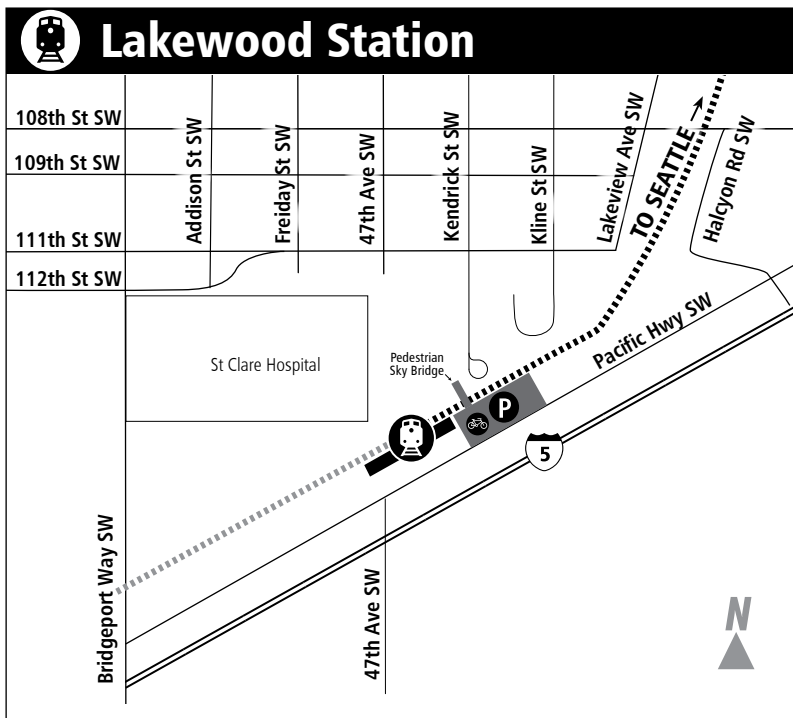 Lakewood Station
108th St SW
109th St SW
111th St SW
112th St SW
Addison St SW
Freiday St SW
47th Ave SW
Kendrick St SW
Kline St SW
Lakeview Ave SW
TO SEATTLE
Halcyon Rd SW
St Clare Hospital
Pedestrian
Sky Bridge
Pacific Hwy SW
P
5
Bridgeport Way SW
47th Ave SW
N